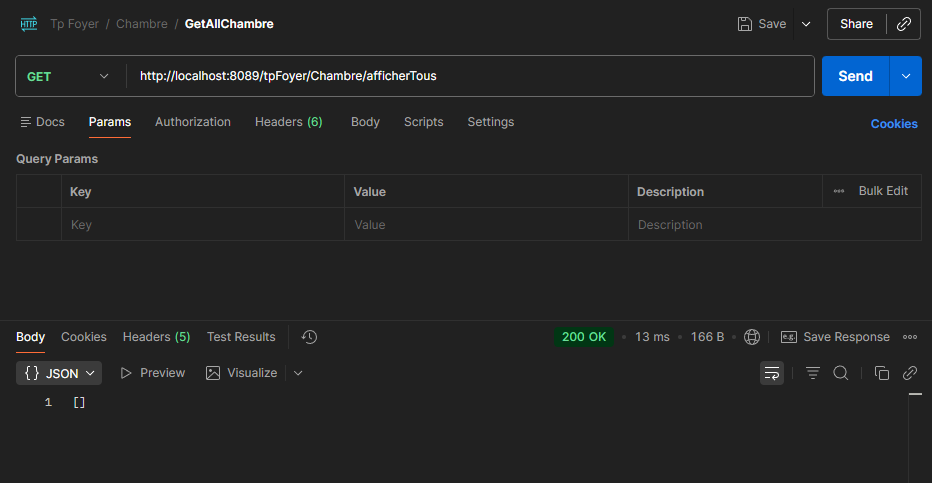 HTTP Tp Foyer / Chambre / GetAllChambre Save Share
GET http://localhost:8089/tpFoyer/Chambre/afficherTous Send
Docs Params Authorization Headers (6) Body Scripts Settings Cookies
Query Params
Key Value Description ••• Bulk Edit
Key Value Description
Body Cookies Headers (5) Test Results 200 OK • 13 ms • 166 B e.g. Save Response •••
{} JSON Preview Visualize
1 []